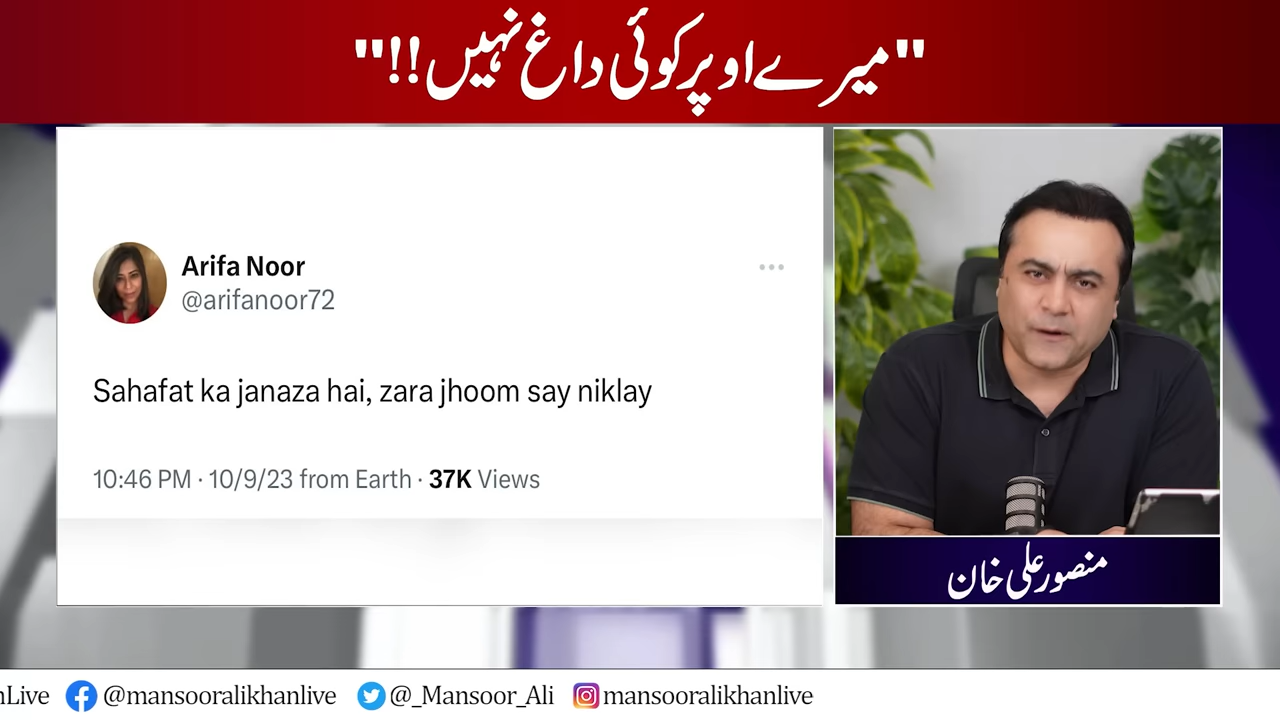 "میرے اوپر کوئی داغ نہیں!!"
Arifa Noor
@arifanoor72
Sahafat ka janaza hai, zara jhoom say niklay
10:46 PM · 10/9/23 from Earth · 37K Views
منصور علی خان
nLive @mansooralikhanlive @_Mansoor_Ali mansooralikhanlive